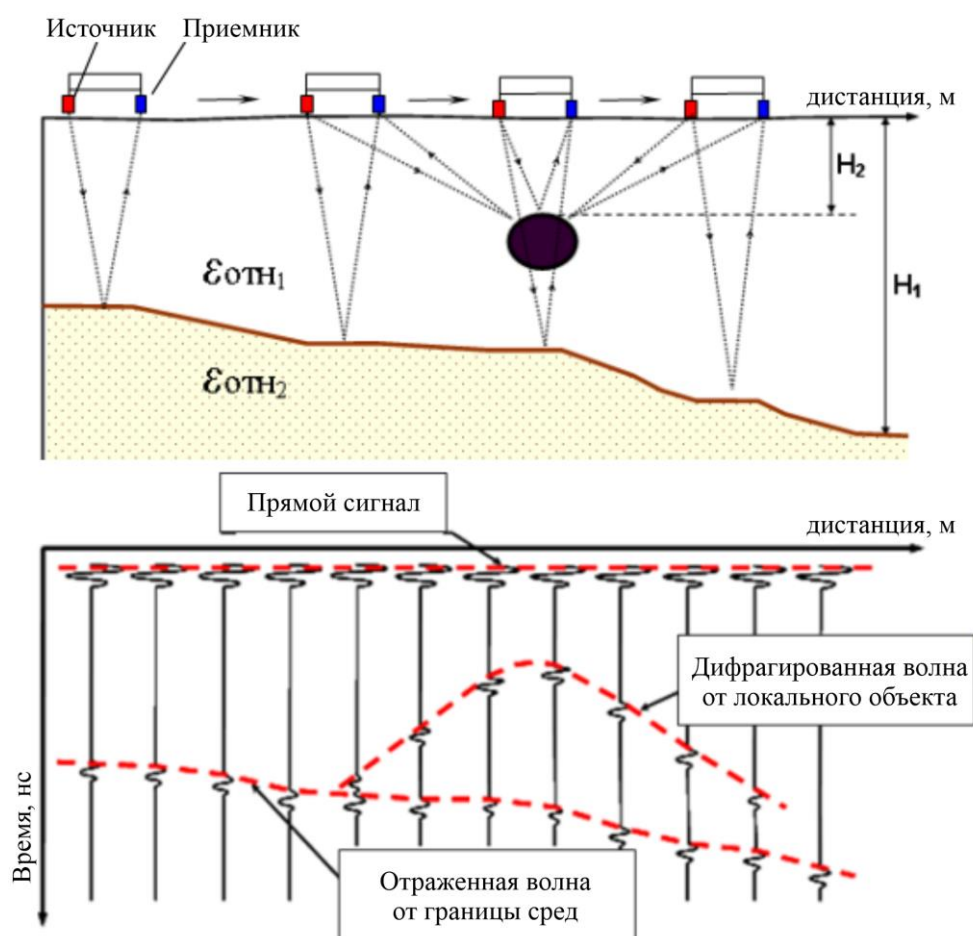 Источник Приемник
дистанция, м
H₂
εотн₁
H₁
εотн₂
Прямой сигнал
дистанция, м
Дифрагированная волна
от локального объекта
Время, нс
Отраженная волна
от границы сред